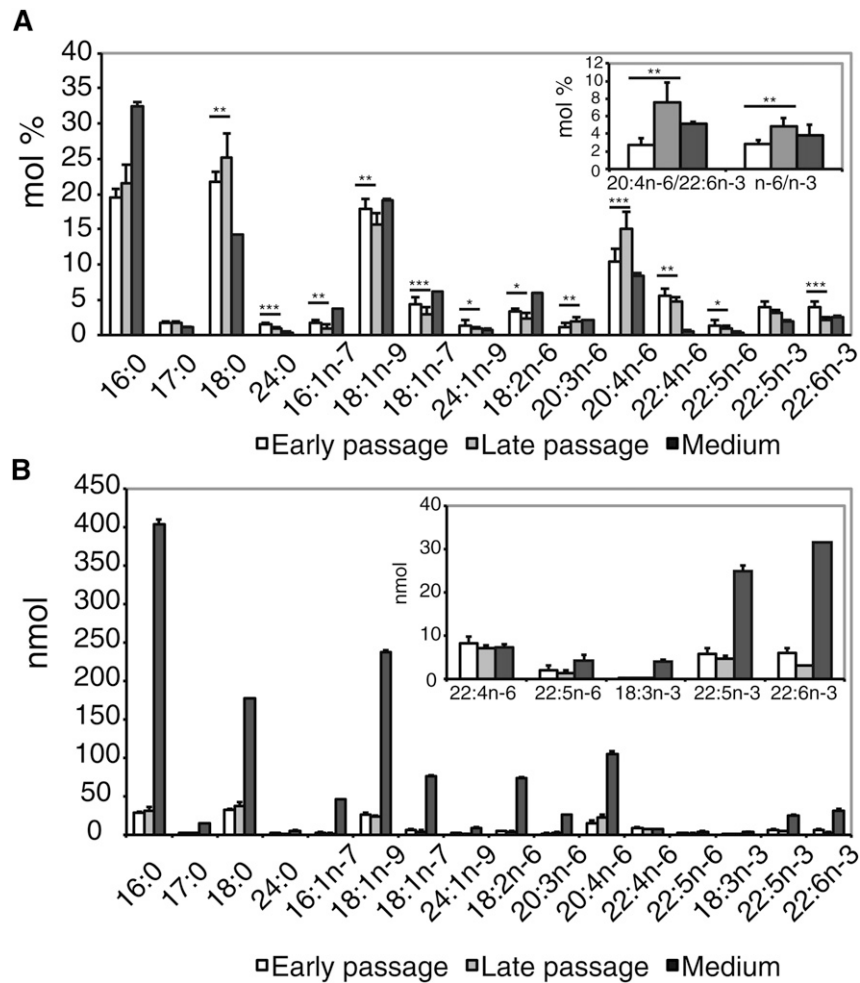 A
40
35
30
25
20
15
10
5
0
mol %
12
10
8
6
4
2
0
mol %
**
**
20:4n-6/22:6n-3 n-6/n-3
**
***
**
**
***
*
*
**
***
**
*
***
16:0
17:0
18:0
24:0
16:1n-7
18:1n-9
18:1n-7
24:1n-9
18:2n-6
20:3n-6
20:4n-6
22:4n-6
22:5n-6
22:5n-3
22:6n-3
Early passage Late passage Medium
B
450
400
350
300
250
200
150
100
50
0
nmol
40
30
20
10
0
nmol
22:4n-6 22:5n-6 18:3n-3 22:5n-3 22:6n-3
16:0
17:0
18:0
24:0
16:1n-7
18:1n-9
18:1n-7
24:1n-9
18:2n-6
20:3n-6
20:4n-6
22:4n-6
22:5n-6
18:3n-3
22:5n-3
22:6n-3
Early passage Late passage Medium